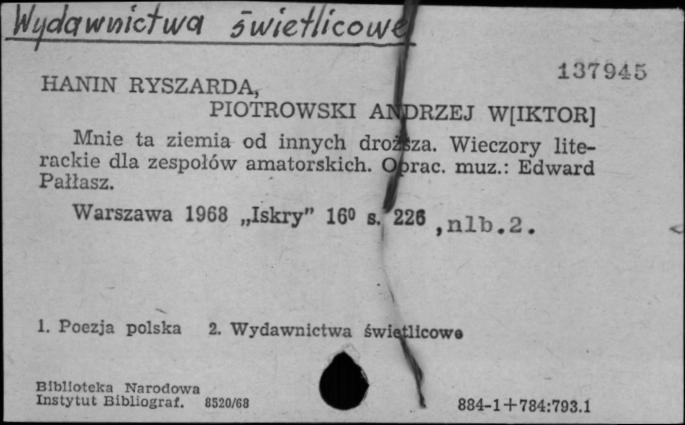 Wydawnictwa świetlicowe
137945
HANIN RYSZARDA,
PIOTROWSKI ANDRZEJ W[IKTOR]
Mnie ta ziemia od innych droższa. Wieczory lite-
rackie dla zespołów amatorskich. Oprac. muz.: Edward
Pałłasz.
Warszawa 1968 „Iskry” 16⁰ s. 226 ,nlb.2.
1. Poezja polska 2. Wydawnictwa świetlicowe
Biblioteka Narodowa
Instytut Bibliograf. 8520/68
884-1+784:793.1